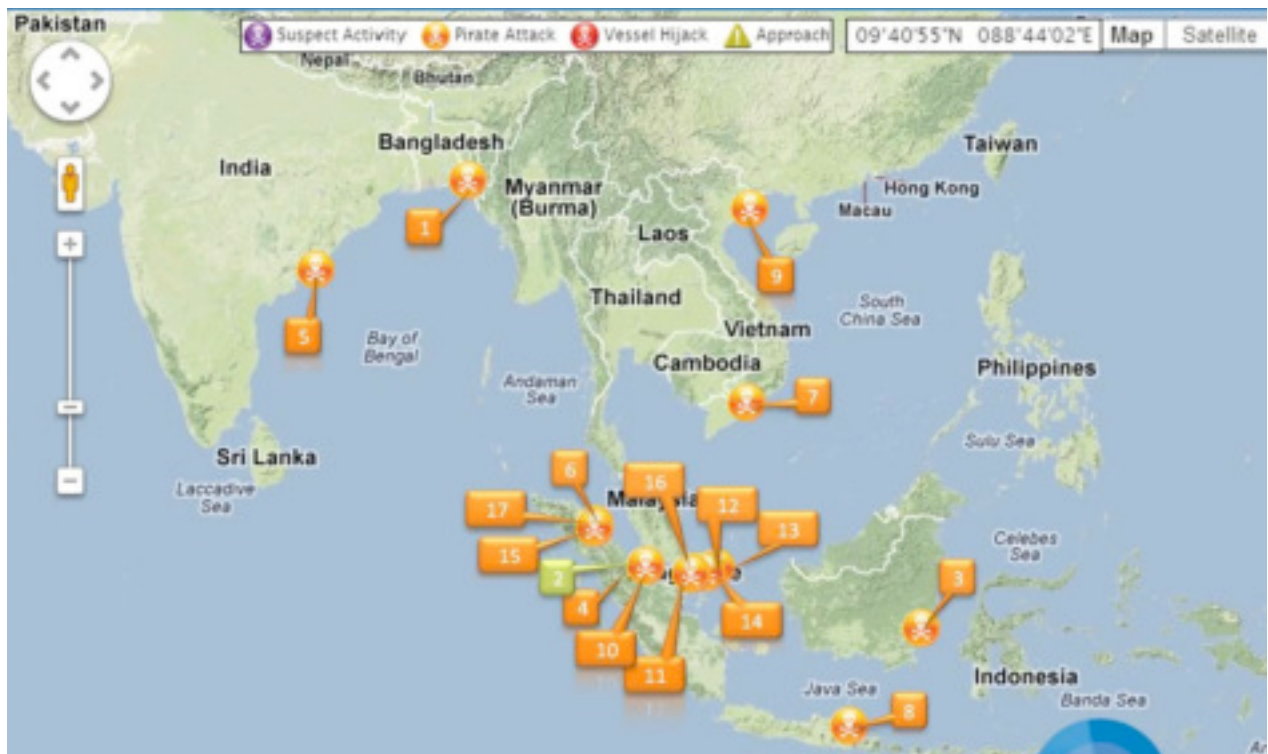 Pakistan
Suspect Activity Pirate Attack Vessel Hijack Approach
09°40'55"N 088°44'02"E Map Satellite
Nepal
Bhutan
Bangladesh
Taiwan
India
Myanmar
(Burma)
Hong Kong
Macau
Laos
1
9
Thailand
South
China Sea
5
Bay of
Bengal
Vietnam
Cambodia
Philippines
Andaman
Sea
7
Sulu Sea
Sri Lanka
Laccadive
Sea
6
16
Malaysia
17
12
13
Celebes
Sea
15
2
3
4
14
10
11
Indonesia
Java Sea
Banda Sea
8